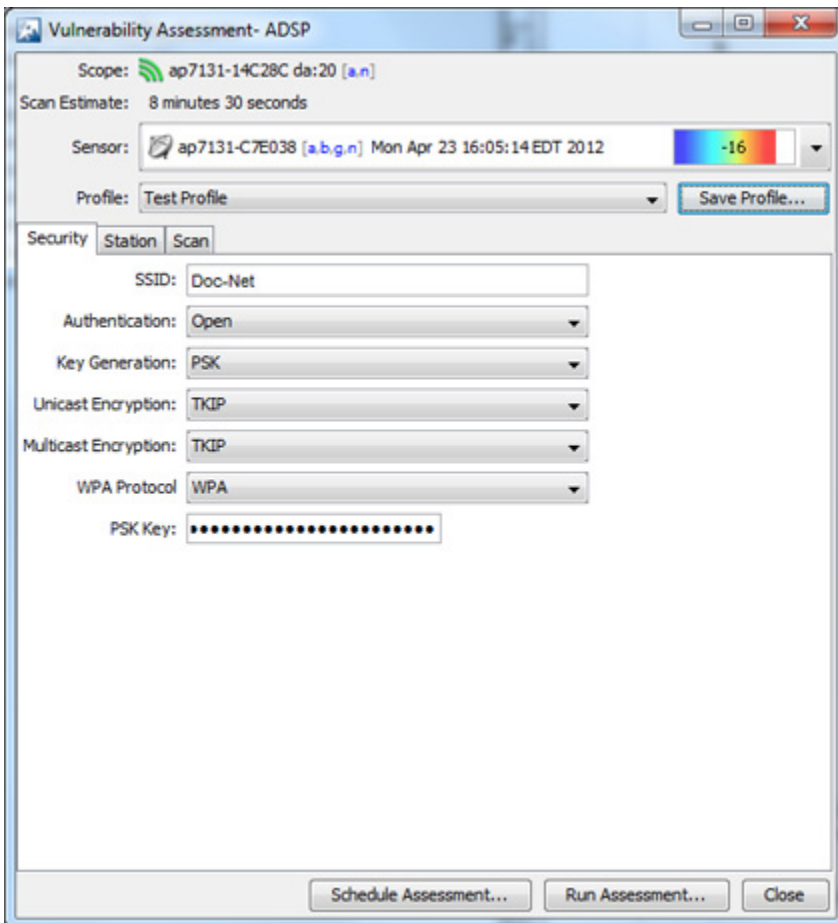 Vulnerability Assessment- ADSP
Scope: ap7131-14C28C da:20 [a,n]
Scan Estimate: 8 minutes 30 seconds
Sensor: ap7131-C7E038 [a,b,g,n] Mon Apr 23 16:05:14 EDT 2012 -16
Profile: Test Profile Save Profile...
Security Station Scan
SSID: Doc-Net
Authentication: Open
Key Generation: PSK
Unicast Encryption: TKIP
Multicast Encryption: TKIP
WPA Protocol WPA
PSK Key:
Schedule Assessment... Run Assessment... Close